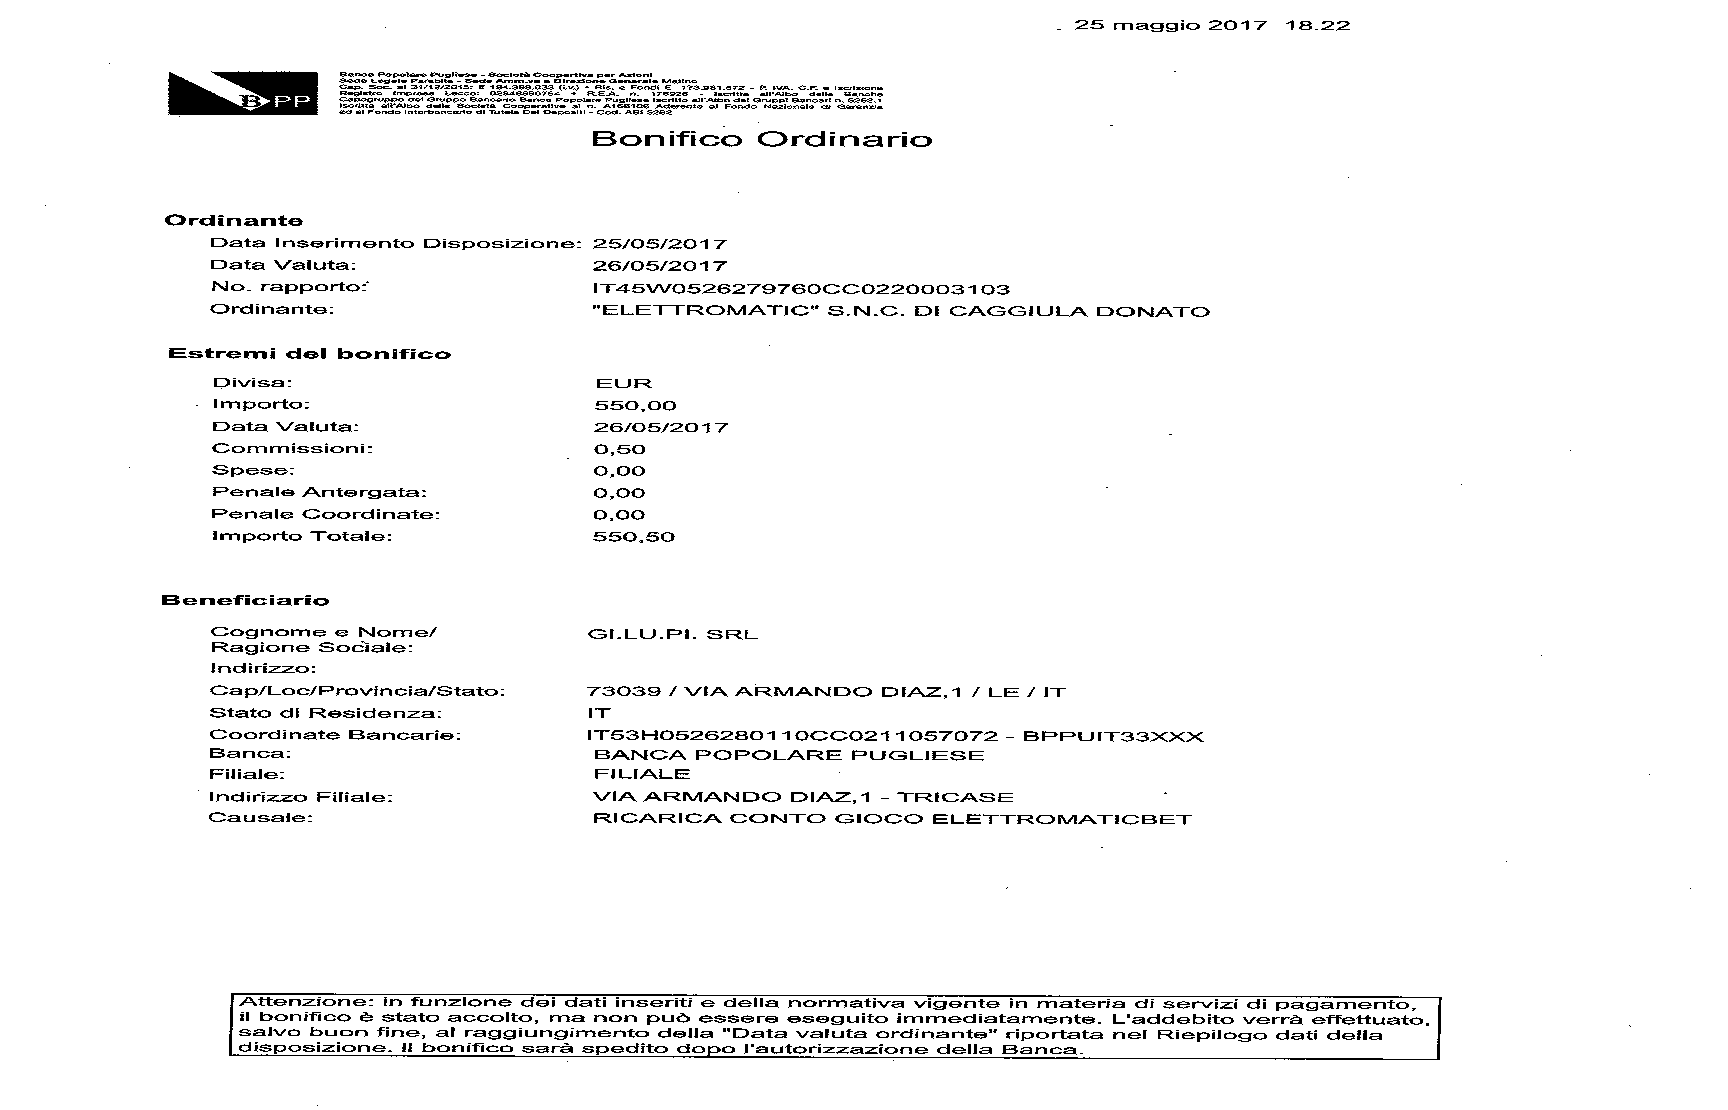 25 maggio 2017 18.22
BPP
Banca Popolare Pugliese - Società Cooperativa per Azioni
Sede Legale Parabita - Sede Amm.va e Direzione Generale Matino
Cap. Soc. al 31/12/2015: € (i.v.) - Ris. e Fondi € - P. IVA, C.F. e Iscrizione
Registro Imprese Lecce: R.E.A. n. - Iscritta all'Albo delle Banche
Capogruppo del Gruppo Bancario Banca Popolare Pugliese iscritto all'Albo dei Gruppi Bancari n. 5262.1
Iscritta all'Albo delle Società Cooperative al n. Aderente al Fondo Nazionale di Garanzia
ed al Fondo Interbancario di Tutela Dei Depositi - Cod. ABI 5262
Bonifico Ordinario
Ordinante
Data Inserimento Disposizione: 25/05/2017
Data Valuta: 26/05/2017
No. rapporto: IT45W0526279760CC0220003103
Ordinante: "ELETTROMATIC" S.N.C. DI CAGGIULA DONATO
Estremi del bonifico
Divisa: EUR
Importo: 550,00
Data Valuta: 26/05/2017
Commissioni: 0,50
Spese: 0,00
Penale Antergata: 0,00
Penale Coordinate: 0,00
Importo Totale: 550,50
Beneficiario
Cognome e Nome/ GI.LU.PI. SRL
Ragione Sociale:
Indirizzo:
Cap/Loc/Provincia/Stato: 73039 / VIA ARMANDO DIAZ,1 / LE / IT
Stato di Residenza: IT
Coordinate Bancarie: IT53H0526280110CC0211057072 - BPPUIT33XXX
Banca: BANCA POPOLARE PUGLIESE
Filiale: FILIALE
Indirizzo Filiale: VIA ARMANDO DIAZ,1 - TRICASE
Causale: RICARICA CONTO GIOCO ELETTROMATICBET
Attenzione: in funzione dei dati inseriti e della normativa vigente in materia di servizi di pagamento,
il bonifico è stato accolto, ma non può essere eseguito immediatamente. L'addebito verrà effettuato,
salvo buon fine, al raggiungimento della "Data valuta ordinante" riportata nel Riepilogo dati della
disposizione. Il bonifico sarà spedito dopo l'autorizzazione della Banca.